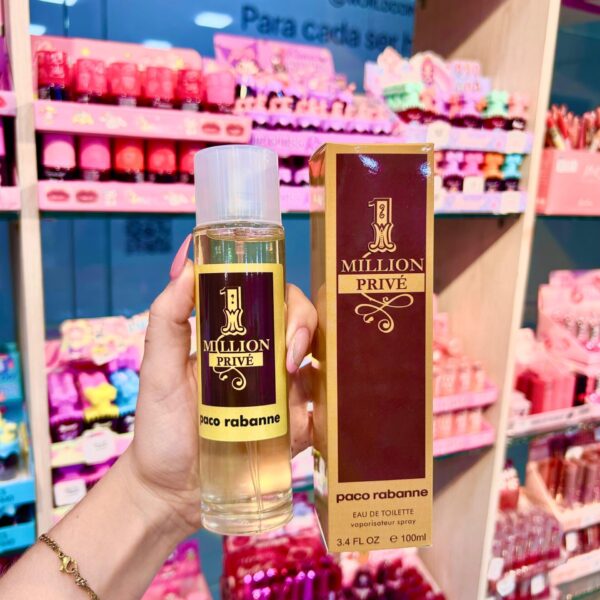 Para cada ser h
1
MILLION
PRIVÉ
paco rabanne
1
MILLION
PRIVÉ
paco rabanne
EAU DE TOILETTE
vaporisateur spray
3.4 FL OZ ℮ 100ml